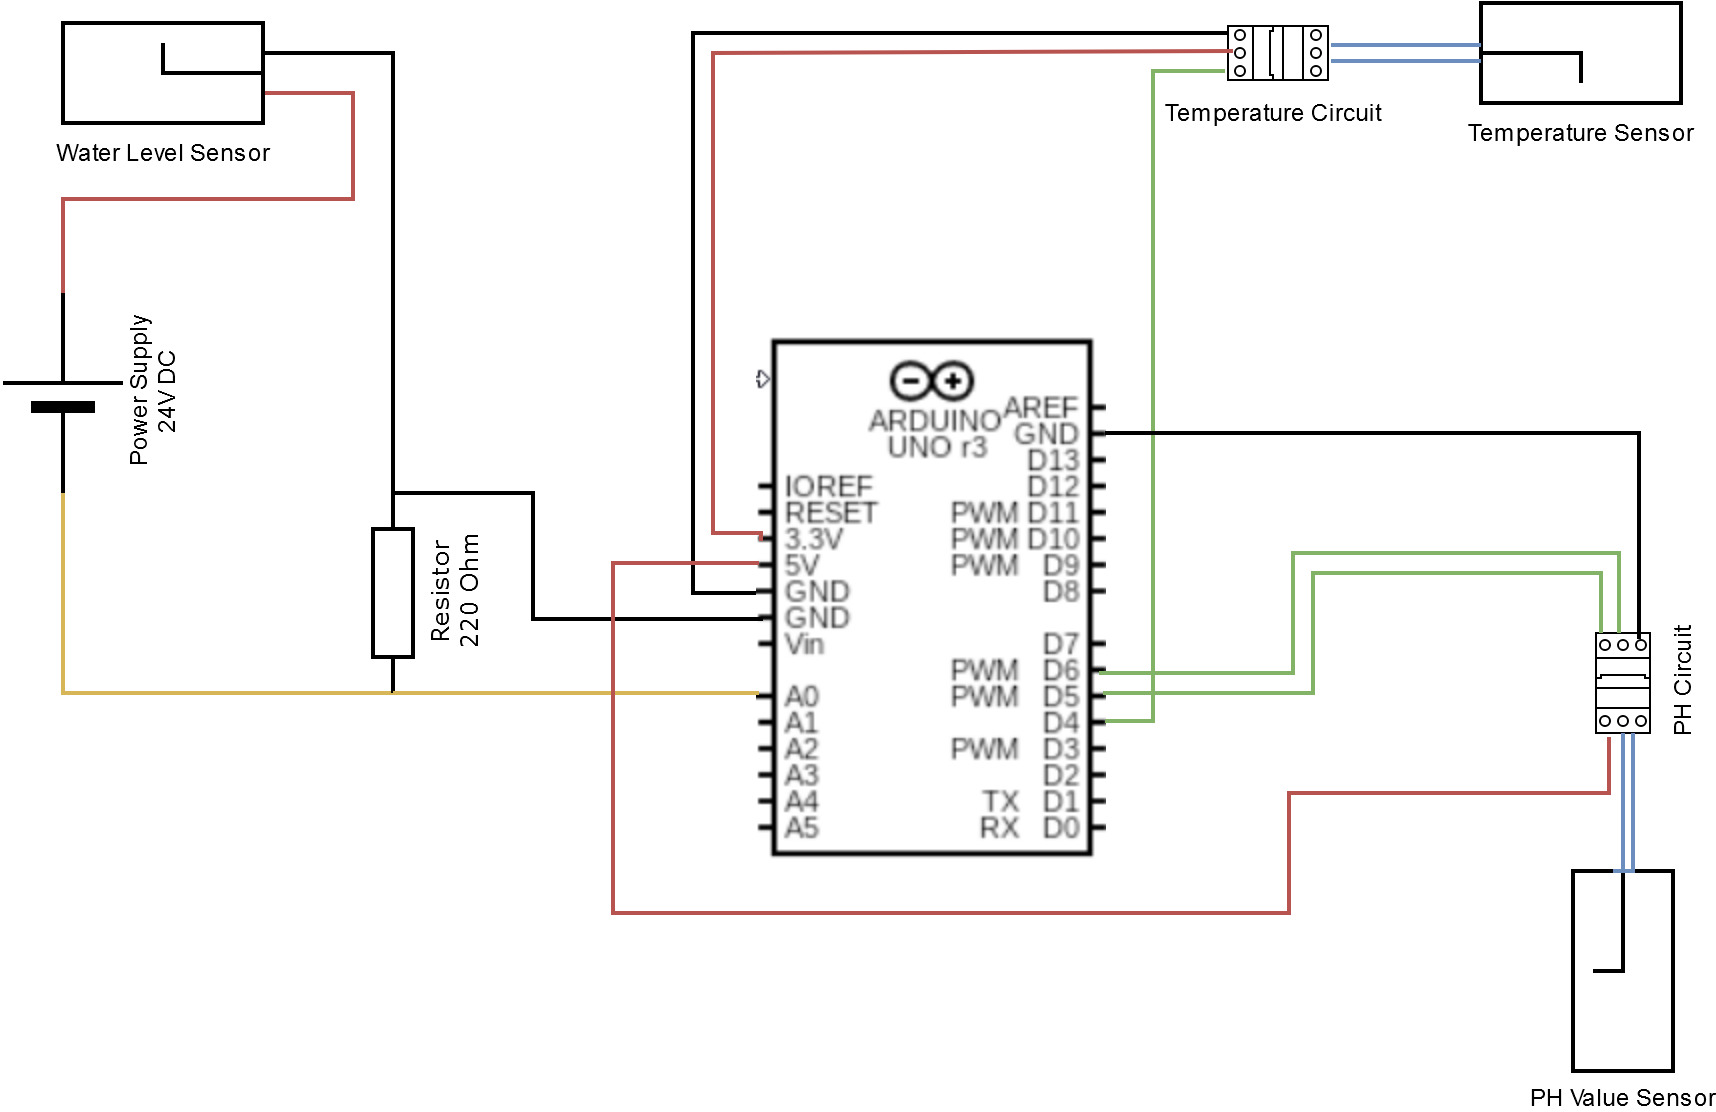 Water Level Sensor
Temperature Circuit
Temperature Sensor
Power Supply
24V DC
Resistor
220 Ohm
ARDUINO
UNO r3
IOREF
RESET
3.3V
5V
GND
GND
Vin
A0
A1
A2
A3
A4
A5
AREF
GND
D13
D12
PWM D11
PWM D10
PWM D9
D8
D7
PWM D6
PWM D5
D4
PWM D3
D2
TX D1
RX D0
PH Circuit
PH Value Sensor